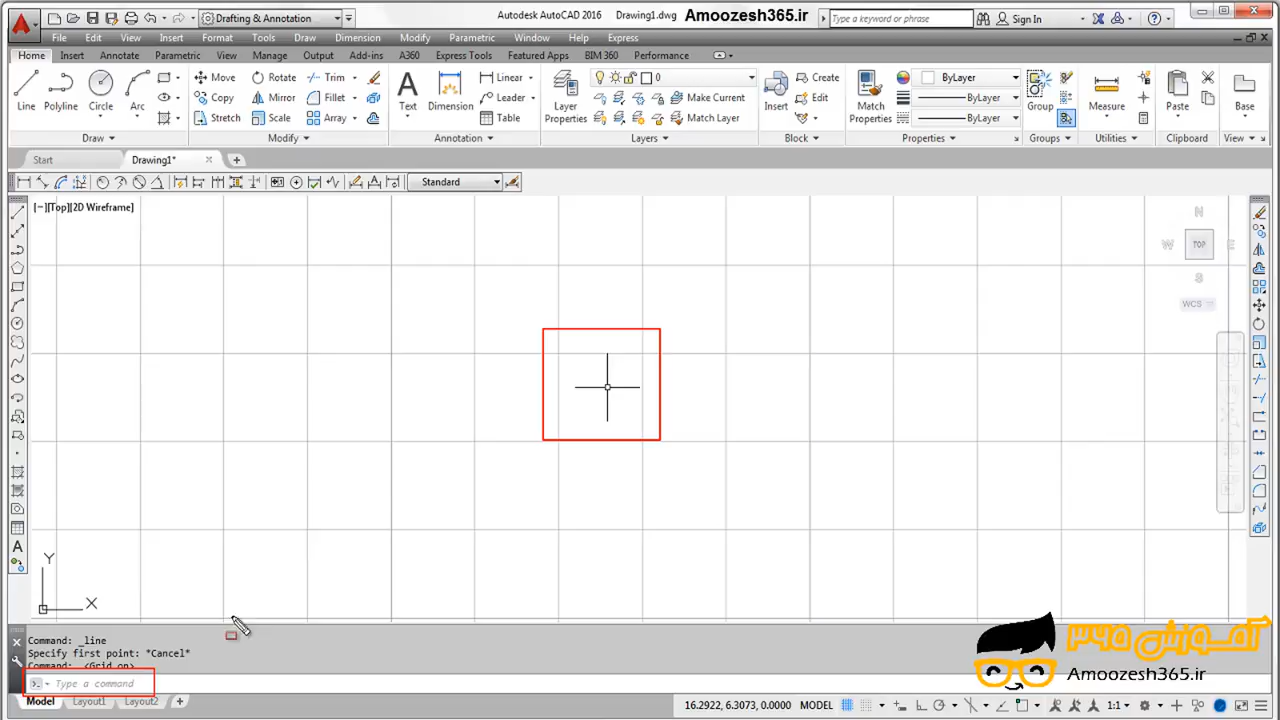 Drafting & Annotation
Autodesk AutoCAD 2016 Drawing1.dwg Amoozesh365.ir
Type a keyword or phrase
Sign In
File Edit View Insert Format Tools Draw Dimension Modify Parametric Window Help Express
Home Insert Annotate Parametric View Manage Output Add-ins A360 Express Tools Featured Apps BIM 360 Performance
Line Polyline Circle Arc
Move Rotate Trim
Copy Mirror Fillet
Stretch Scale Array
Text Dimension
Linear
Leader
Table
Layer Properties
0
Make Current
Match Layer
Insert
Create
Edit
Match Properties
ByLayer
ByLayer
ByLayer
Group
Measure
Paste
Base
Draw Modify Annotation Layers Block Properties Groups Utilities Clipboard View
Start Drawing1*
Standard
[−][Top][2D Wireframe]
N
W TOP E
S
WCS
Y
X
Command: _line
Specify first point: *Cancel*
Command: <Grid on>
Type a command
آموزش ۳۶۵
Amoozesh365.ir
Model Layout1 Layout2
16.2922, 6.3073, 0.0000 MODEL
1:1